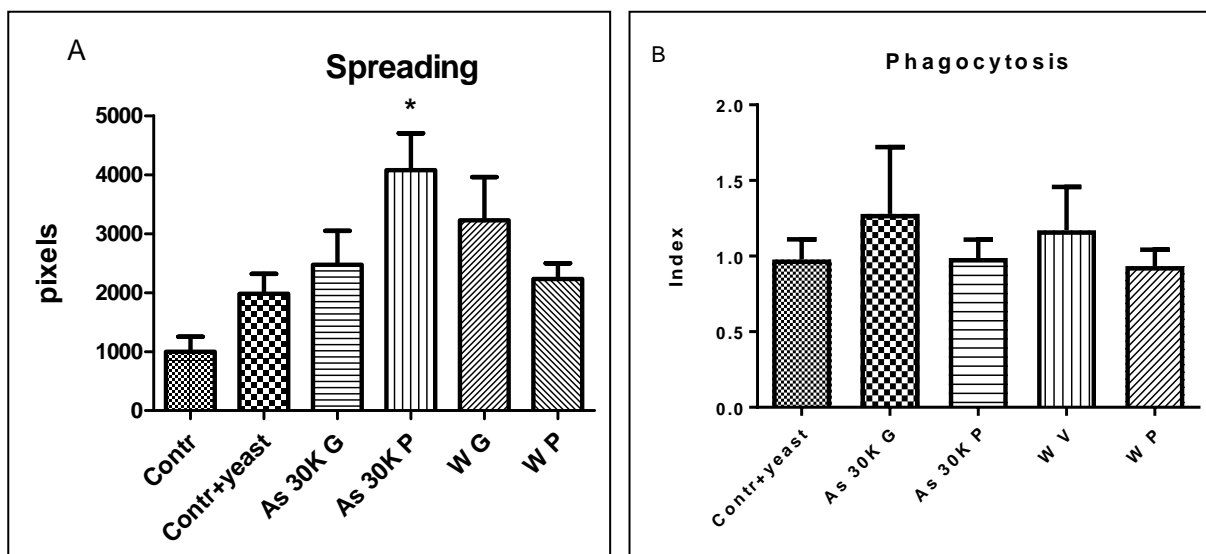 A
Spreading
*
5000
4000
3000
2000
1000
0
pixels
Contr
Contr+yeast
As 30K G
As 30K P
W G
W P
B
Phagocytosis
2.0
1.5
1.0
0.5
0.0
Index
Contr+yeast
As 30K G
As 30K P
W V
W P